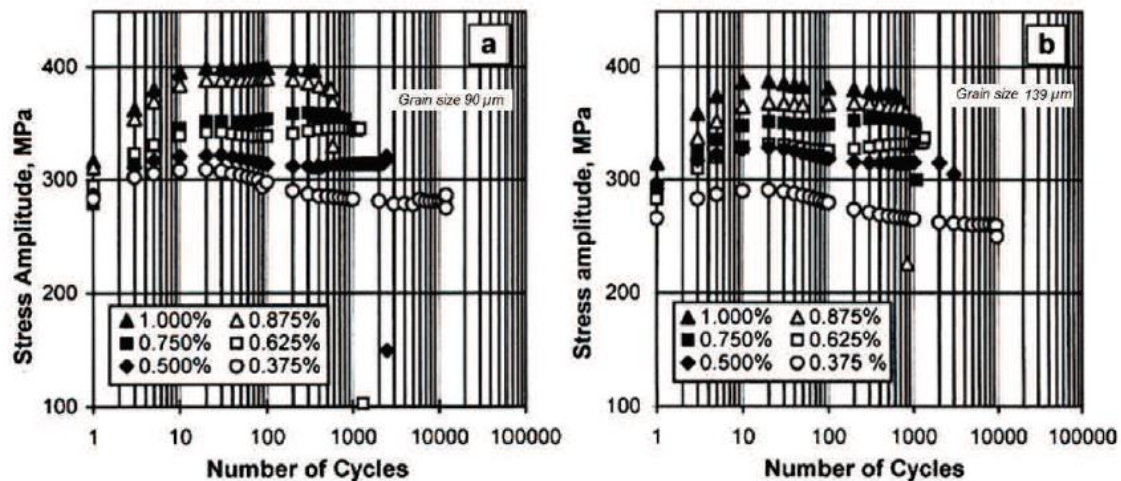 a
Grain size 90 µm
400
300
200
100
Stress Amplitude, MPa
1.000% 0.875%
0.750% 0.625%
0.500% 0.375%
1 10 100 1000 10000 100000
Number of Cycles
b
Grain size 139 µm
400
300
200
100
Stress amplitude, MPa
1.000% 0.875%
0.750% 0.625%
0.500% 0.375 %
1 10 100 1000 10000 100000
Number of Cycles